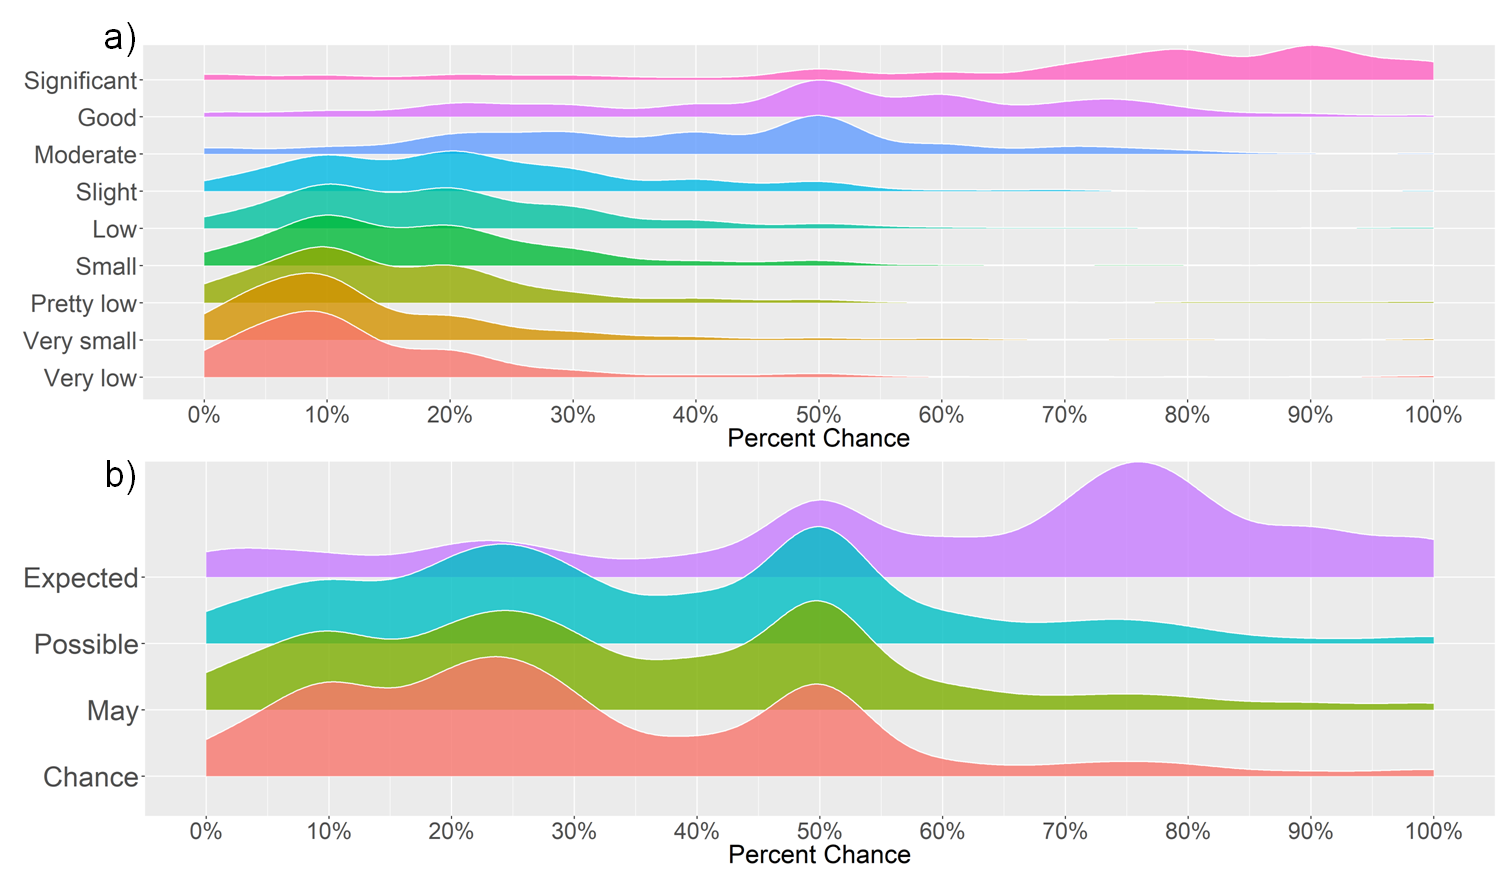 a)
Significant
Good
Moderate
Slight
Low
Small
Pretty low
Very small
Very low
0% 10% 20% 30% 40% 50% 60% 70% 80% 90% 100%
Percent Chance
b)
Expected
Possible
May
Chance
0% 10% 20% 30% 40% 50% 60% 70% 80% 90% 100%
Percent Chance